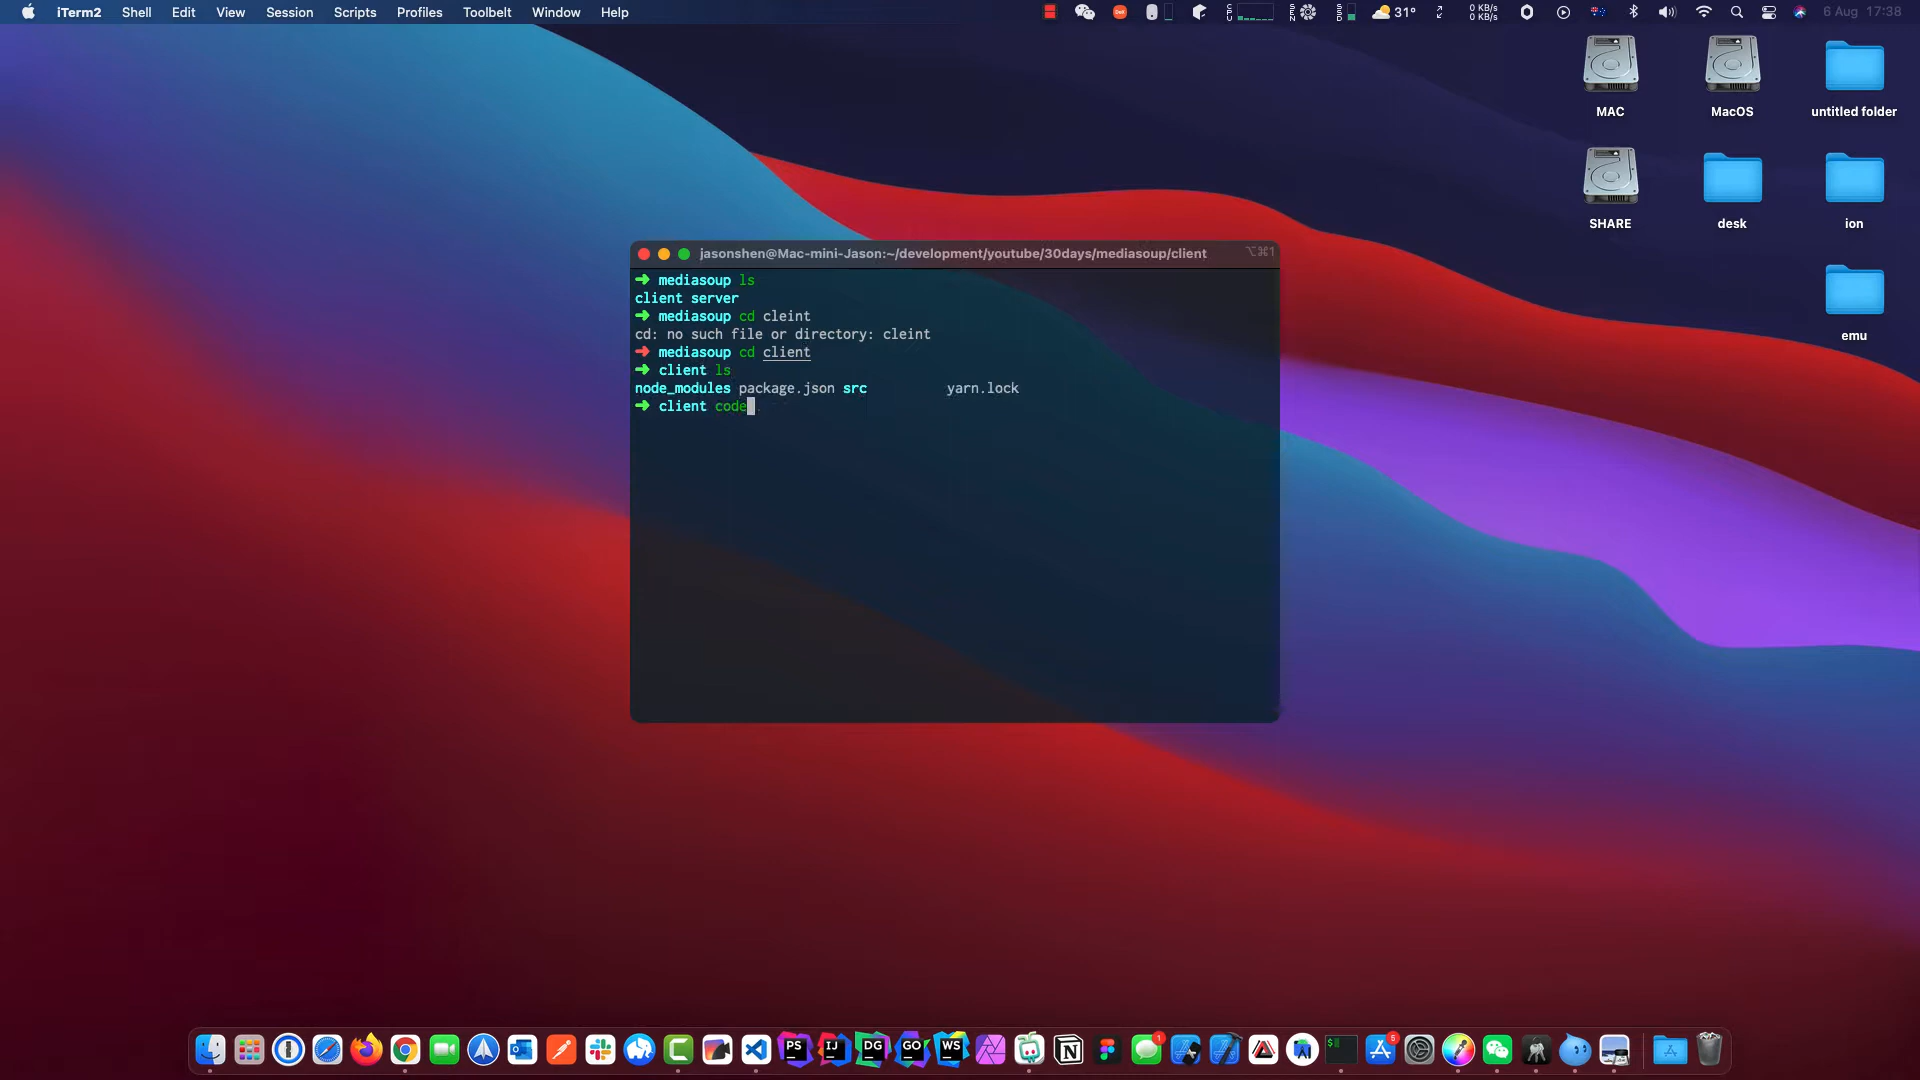 iTerm2 Shell Edit View Session Scripts Profiles Toolbelt Window Help
31° 0 KB/s 6 Aug 17:38
0 KB/s
MAC MacOS untitled folder
SHARE desk ion
emu
jasonshen@Mac-mini-Jason:~/development/youtube/30days/mediasoup/client ⌥⌘1
➜ mediasoup ls
client server
➜ mediasoup cd cleint
cd: no such file or directory: cleint
➜ mediasoup cd client
➜ client ls
node_modules package.json src yarn.lock
➜ client code
PS IJ DG GO WS 1 $ 5